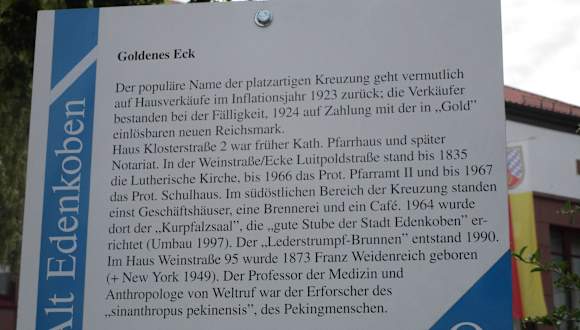 Goldenes Eck
Der populäre Name der platzartigen Kreuzung geht vermutlich
auf Hausverkäufe im Inflationsjahr 1923 zurück; die Verkäufer
bestanden bei der Fälligkeit, 1924 auf Zahlung mit der in „Gold"
einlösbaren neuen Reichsmark.
Haus Klosterstraße 2 war früher Kath. Pfarrhaus und später
Notariat. In der Weinstraße/Ecke Luitpoldstraße stand bis 1835
die Lutherische Kirche, bis 1966 das Prot. Pfarramt II und bis 1967
das Prot. Schulhaus. Im südöstlichen Bereich der Kreuzung standen
einst Geschäftshäuser, eine Brennerei und ein Café. 1964 wurde
dort der „Kurpfalzsaal", die „gute Stube der Stadt Edenkoben" er-
richtet (Umbau 1997). Der „Lederstrumpf-Brunnen" entstand 1990.
Im Haus Weinstraße 95 wurde 1873 Franz Weidenreich geboren
(+ New York 1949). Der Professor der Medizin und
Anthropologe von Weltruf war der Erforscher des
„sinanthropus pekinensis", des Pekingmenschen.
Alt Edenkoben